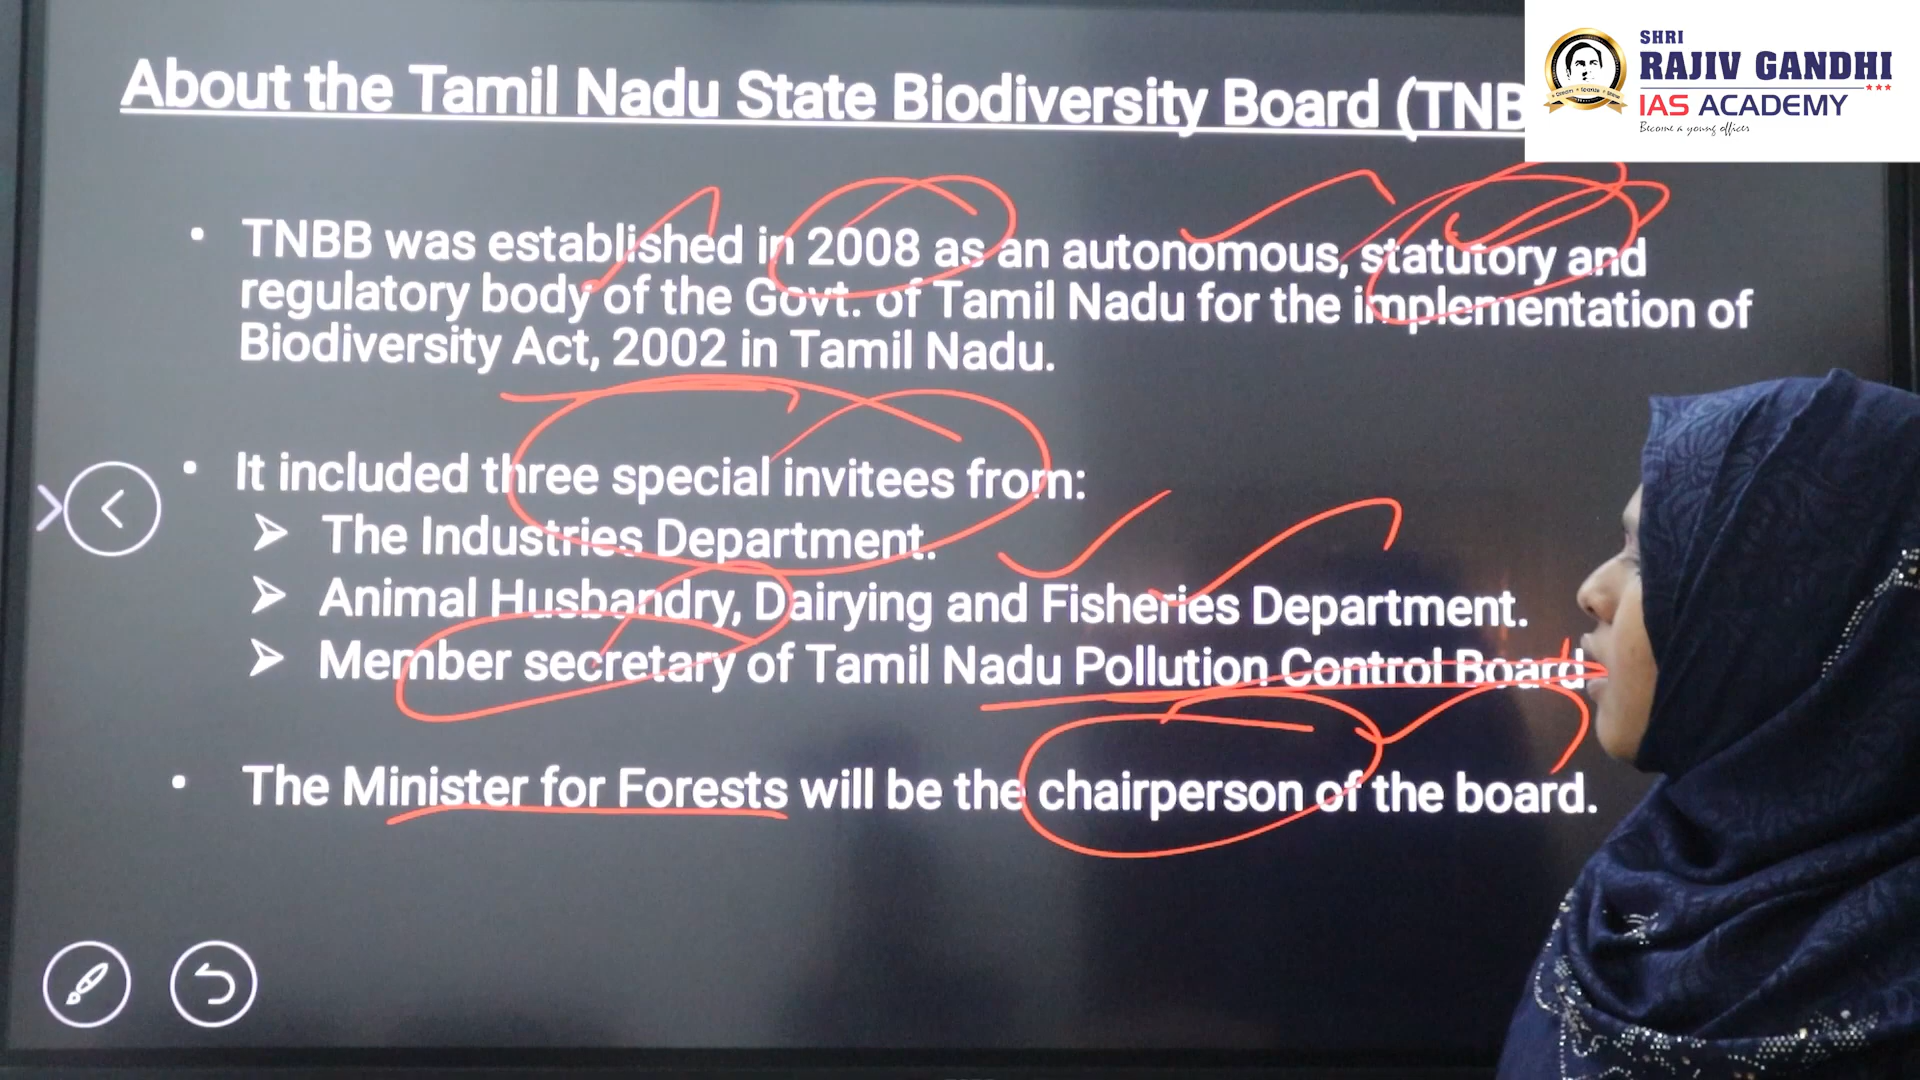 About the Tamil Nadu State Biodiversity Board (TNB
SHRI
RAJIV GANDHI
IAS ACADEMY
Become a young officer
• TNBB was established in 2008 as an autonomous, statutory and
regulatory body of the Govt. of Tamil Nadu for the implementation of
Biodiversity Act, 2002 in Tamil Nadu.
• It included three special invitees from:
➢ The Industries Department.
➢ Animal Husbandry, Dairying and Fisheries Department.
➢ Member secretary of Tamil Nadu Pollution Control Board
• The Minister for Forests will be the chairperson of the board.